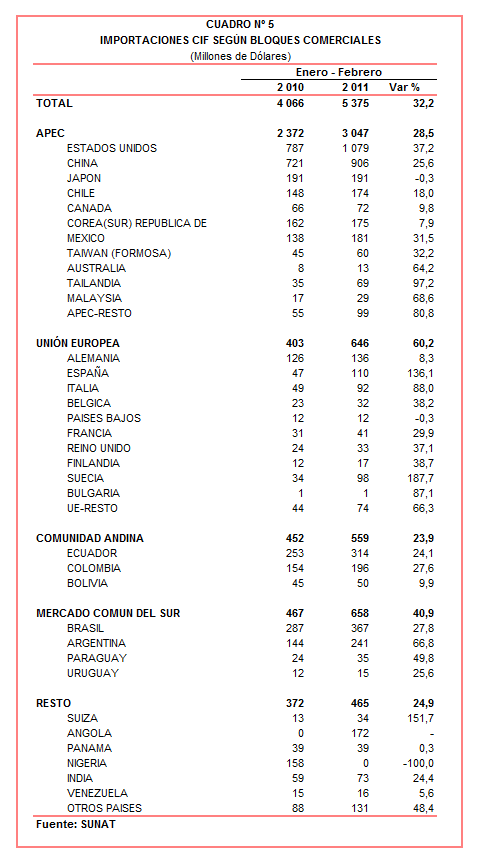 CUADRO Nº 5
IMPORTACIONES CIF SEGÚN BLOQUES COMERCIALES
(Millones de Dólares)
Enero - Febrero
2 010 2 011 Var %
TOTAL 4 066 5 375 32,2
APEC 2 372 3 047 28,5
ESTADOS UNIDOS 787 1 079 37,2
CHINA 721 906 25,6
JAPON 191 191 -0,3
CHILE 148 174 18,0
CANADA 66 72 9,8
COREA(SUR) REPUBLICA DE 162 175 7,9
MEXICO 138 181 31,5
TAIWAN (FORMOSA) 45 60 32,2
AUSTRALIA 8 13 64,2
TAILANDIA 35 69 97,2
MALAYSIA 17 29 68,6
APEC-RESTO 55 99 80,8
UNIÓN EUROPEA 403 646 60,2
ALEMANIA 126 136 8,3
ESPAÑA 47 110 136,1
ITALIA 49 92 88,0
BELGICA 23 32 38,2
PAISES BAJOS 12 12 -0,3
FRANCIA 31 41 29,9
REINO UNIDO 24 33 37,1
FINLANDIA 12 17 38,7
SUECIA 34 98 187,7
BULGARIA 1 1 87,1
UE-RESTO 44 74 66,3
COMUNIDAD ANDINA 452 559 23,9
ECUADOR 253 314 24,1
COLOMBIA 154 196 27,6
BOLIVIA 45 50 9,9
MERCADO COMUN DEL SUR 467 658 40,9
BRASIL 287 367 27,8
ARGENTINA 144 241 66,8
PARAGUAY 24 35 49,8
URUGUAY 12 15 25,6
RESTO 372 465 24,9
SUIZA 13 34 151,7
ANGOLA 0 172 -
PANAMA 39 39 0,3
NIGERIA 158 0 -100,0
INDIA 59 73 24,4
VENEZUELA 15 16 5,6
OTROS PAISES 88 131 48,4
Fuente: SUNAT